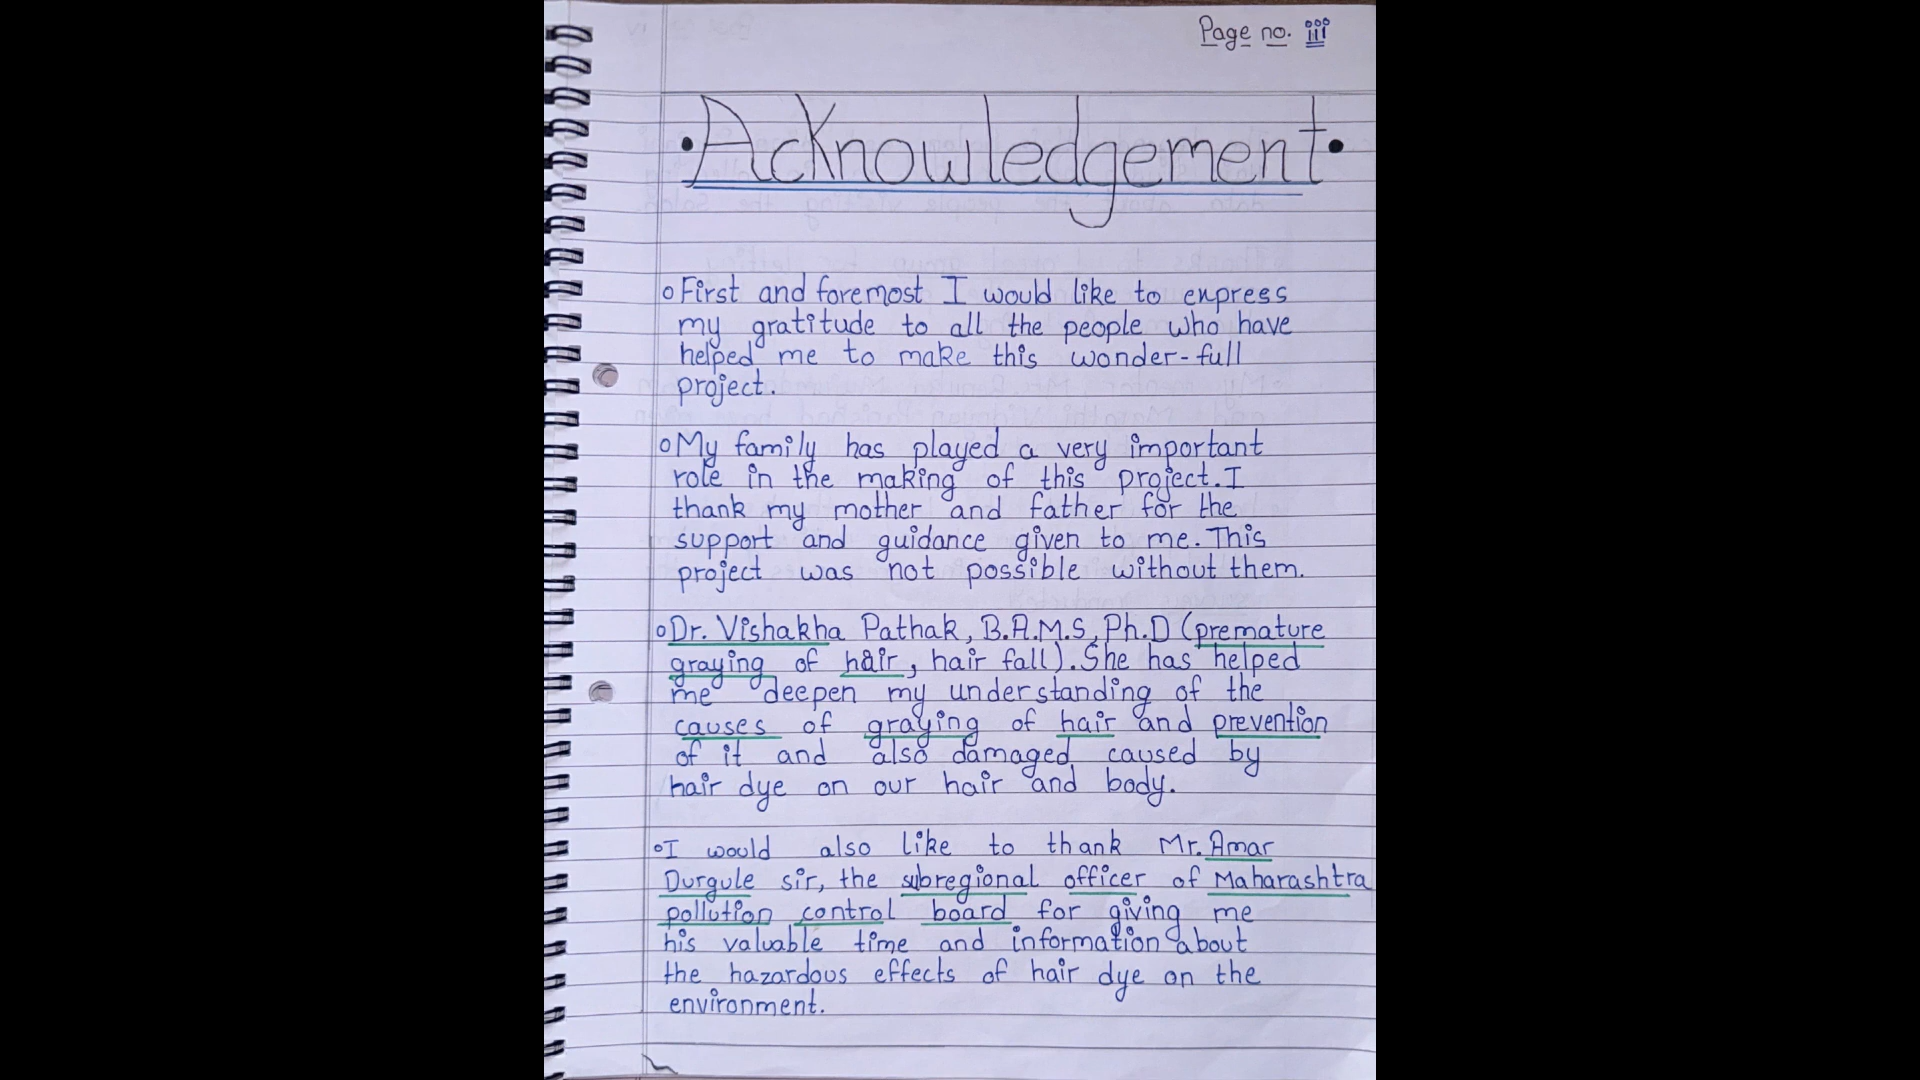 Page no. iii
•Acknowledgement•
o First and foremost I would like to express
my gratitude to all the people who have
helped me to make this wonder-full
project.
o My family has played a very important
role in the making of this project. I
thank my mother and father for the
support and guidance given to me. This
project was not possible without them.
o Dr. Vishakha Pathak, B.A.M.S, Ph.D (premature
graying of hair, hair fall). She has helped
me deepen my understanding of the
causes of graying of hair and prevention
of it and also damaged caused by
hair dye on our hair and body.
o I would also like to thank Mr. Amar
Durgule sir, the subregional officer of Maharashtra
pollution control board for giving me
his valuable time and information about
the hazardous effects of hair dye on the
environment.